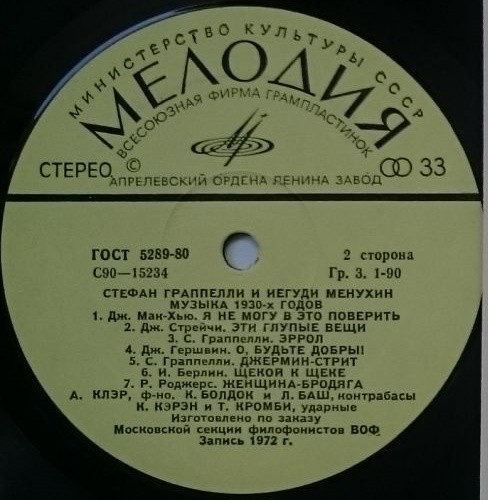 МИНИСТЕРСТВО КУЛЬТУРЫ СССР
МЕЛОДИЯ
ВСЕСОЮЗНАЯ ФИРМА ГРАМПЛАСТИНОК
СТЕРЕО © 33
АПРЕЛЕВСКИЙ ОРДЕНА ЛЕНИНА ЗАВОД
ГОСТ 5289-80 2 сторона
С90—15234 Гр. 3. 1-90
СТЕФАН ГРАППЕЛЛИ И ИЕГУДИ МЕНУХИН
МУЗЫКА 1930-х ГОДОВ
1. Дж. Мак-Хью. Я НЕ МОГУ В ЭТО ПОВЕРИТЬ
2. Дж. Стрейчи. ЭТИ ГЛУПЫЕ ВЕЩИ
3. С. Граппелли. ЭРРОЛ
4. Дж. Гершвин. О, БУДЬТЕ ДОБРЫ!
5. С. Граппелли. ДЖЕРМИН-СТРИТ
6. И. Берлин. ЩЕКОЙ К ЩЕКЕ
7. Р. Роджерс. ЖЕНЩИНА-БРОДЯГА
А. КЛЭР, ф-но. К. БОЛДОК и Л. БАШ, контрабасы
К. КЭРЭН и Т. КРОМБИ, ударные
Изготовлено по заказу
Московской секции филофонистов ВОФ
Запись 1972 г.